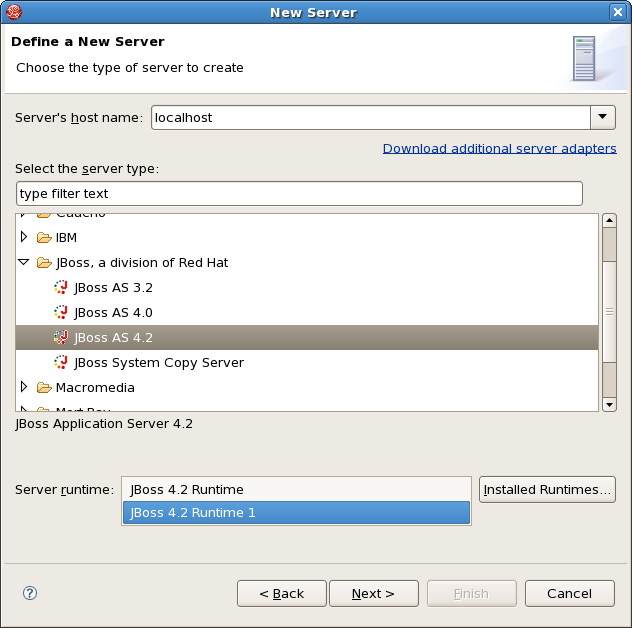 New Server
Define a New Server
Choose the type of server to create
Server's host name: localhost
Download additional server adapters
Select the server type:
type filter text
Caucho
IBM
JBoss, a division of Red Hat
JBoss AS 3.2
JBoss AS 4.0
JBoss AS 4.2
JBoss System Copy Server
Macromedia
Mort Bay
JBoss Application Server 4.2
Server runtime: JBoss 4.2 Runtime Installed Runtimes...
JBoss 4.2 Runtime 1
? < Back Next > Finish Cancel